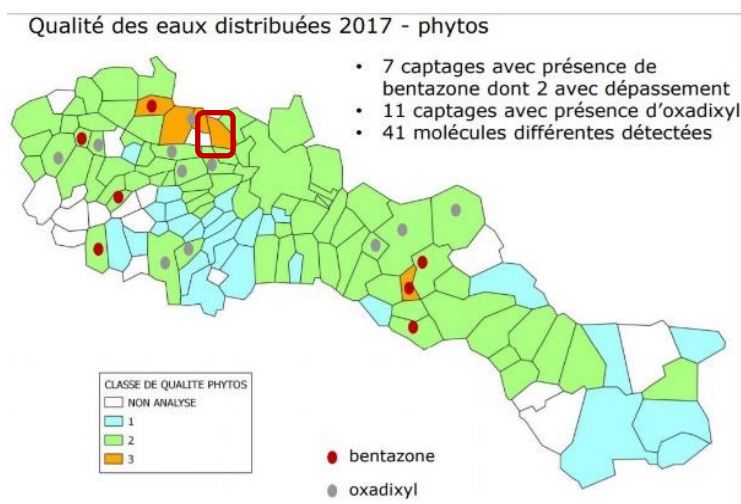 Qualité des eaux distribuées 2017 - phytos
• 7 captages avec présence de
bentazone dont 2 avec dépassement
• 11 captages avec présence d'oxadixyl
• 41 molécules différentes détectées
CLASSE DE QUALITE PHYTOS
NON ANALYSE
1
2
3
bentazone
oxadixyl